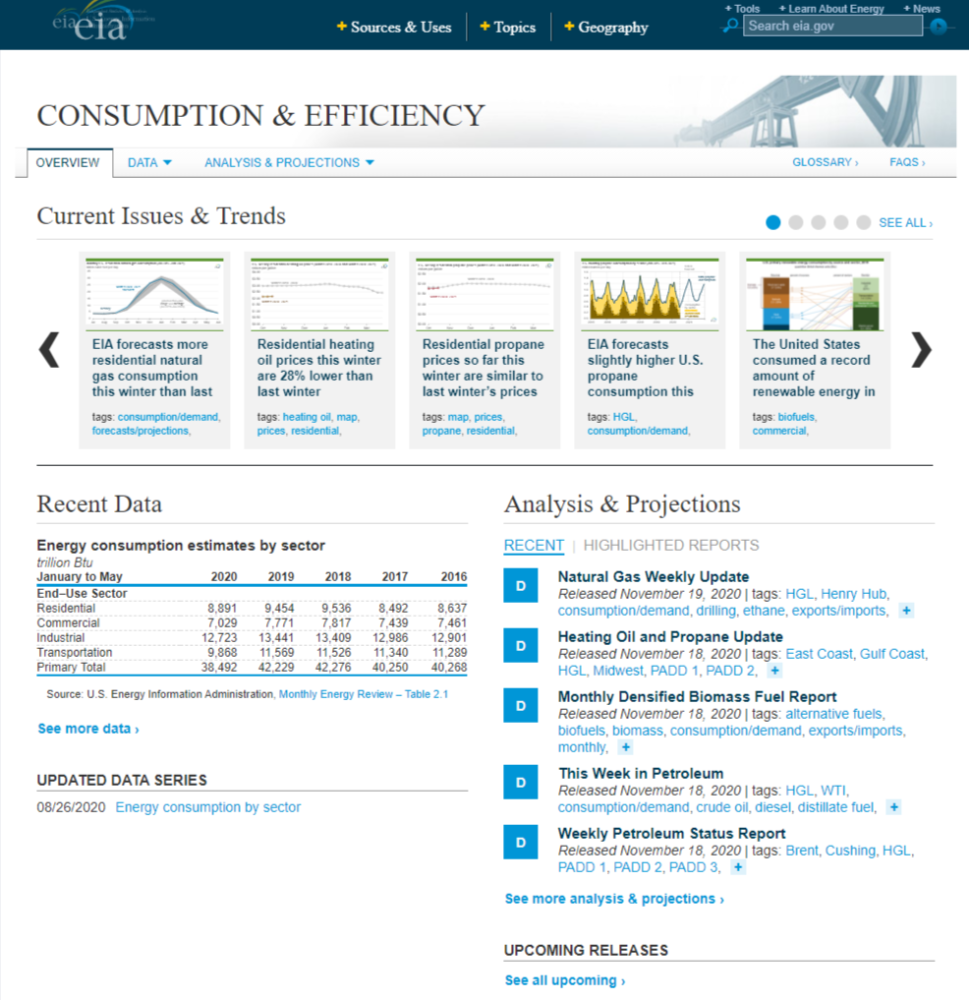 eia
+ Sources & Uses
+ Topics
+ Geography
+ Tools + Learn About Energy + News
Search eia.gov
CONSUMPTION & EFFICIENCY
OVERVIEW DATA ANALYSIS & PROJECTIONS GLOSSARY › FAQS ›
Current Issues & Trends
SEE ALL ›
EIA forecasts more
residential natural
gas consumption
this winter than last
tags: consumption/demand,
forecasts/projections,
Residential heating
oil prices this winter
are 28% lower than
last winter
tags: heating oil, map,
prices, residential,
Residential propane
prices so far this
winter are similar to
last winter's prices
tags: map, prices,
propane, residential,
EIA forecasts
slightly higher U.S.
propane
consumption this
tags: HGL,
consumption/demand,
The United States
consumed a record
amount of
renewable energy in
tags: biofuels,
commercial,
Recent Data
Energy consumption estimates by sector
trillion Btu
January to May 2020 2019 2018 2017 2016
End–Use Sector
Residential 8,891 9,454 9,536 8,492 8,637
Commercial 7,029 7,771 7,817 7,439 7,461
Industrial 12,723 13,441 13,409 12,986 12,901
Transportation 9,868 11,569 11,526 11,340 11,289
Primary Total 38,492 42,229 42,276 40,250 40,268
Source: U.S. Energy Information Administration, Monthly Energy Review – Table 2.1
See more data ›
UPDATED DATA SERIES
08/26/2020 Energy consumption by sector
Analysis & Projections
RECENT | HIGHLIGHTED REPORTS
D
Natural Gas Weekly Update
Released November 19, 2020 | tags: HGL, Henry Hub,
consumption/demand, drilling, ethane, exports/imports, +
D
Heating Oil and Propane Update
Released November 18, 2020 | tags: East Coast, Gulf Coast,
HGL, Midwest, PADD 1, PADD 2, +
D
Monthly Densified Biomass Fuel Report
Released November 18, 2020 | tags: alternative fuels,
biofuels, biomass, consumption/demand, exports/imports,
monthly, +
D
This Week in Petroleum
Released November 18, 2020 | tags: HGL, WTI,
consumption/demand, crude oil, diesel, distillate fuel, +
D
Weekly Petroleum Status Report
Released November 18, 2020 | tags: Brent, Cushing, HGL,
PADD 1, PADD 2, PADD 3, +
See more analysis & projections ›
UPCOMING RELEASES
See all upcoming ›